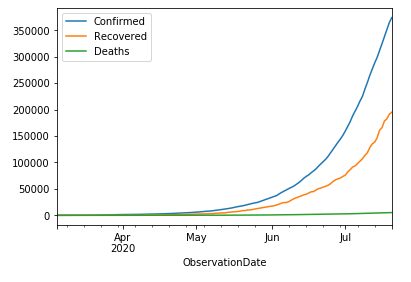 Confirmed
Recovered
Deaths
350000
300000
250000
200000
150000
100000
50000
0
Apr
2020
May
Jun
Jul
ObservationDate